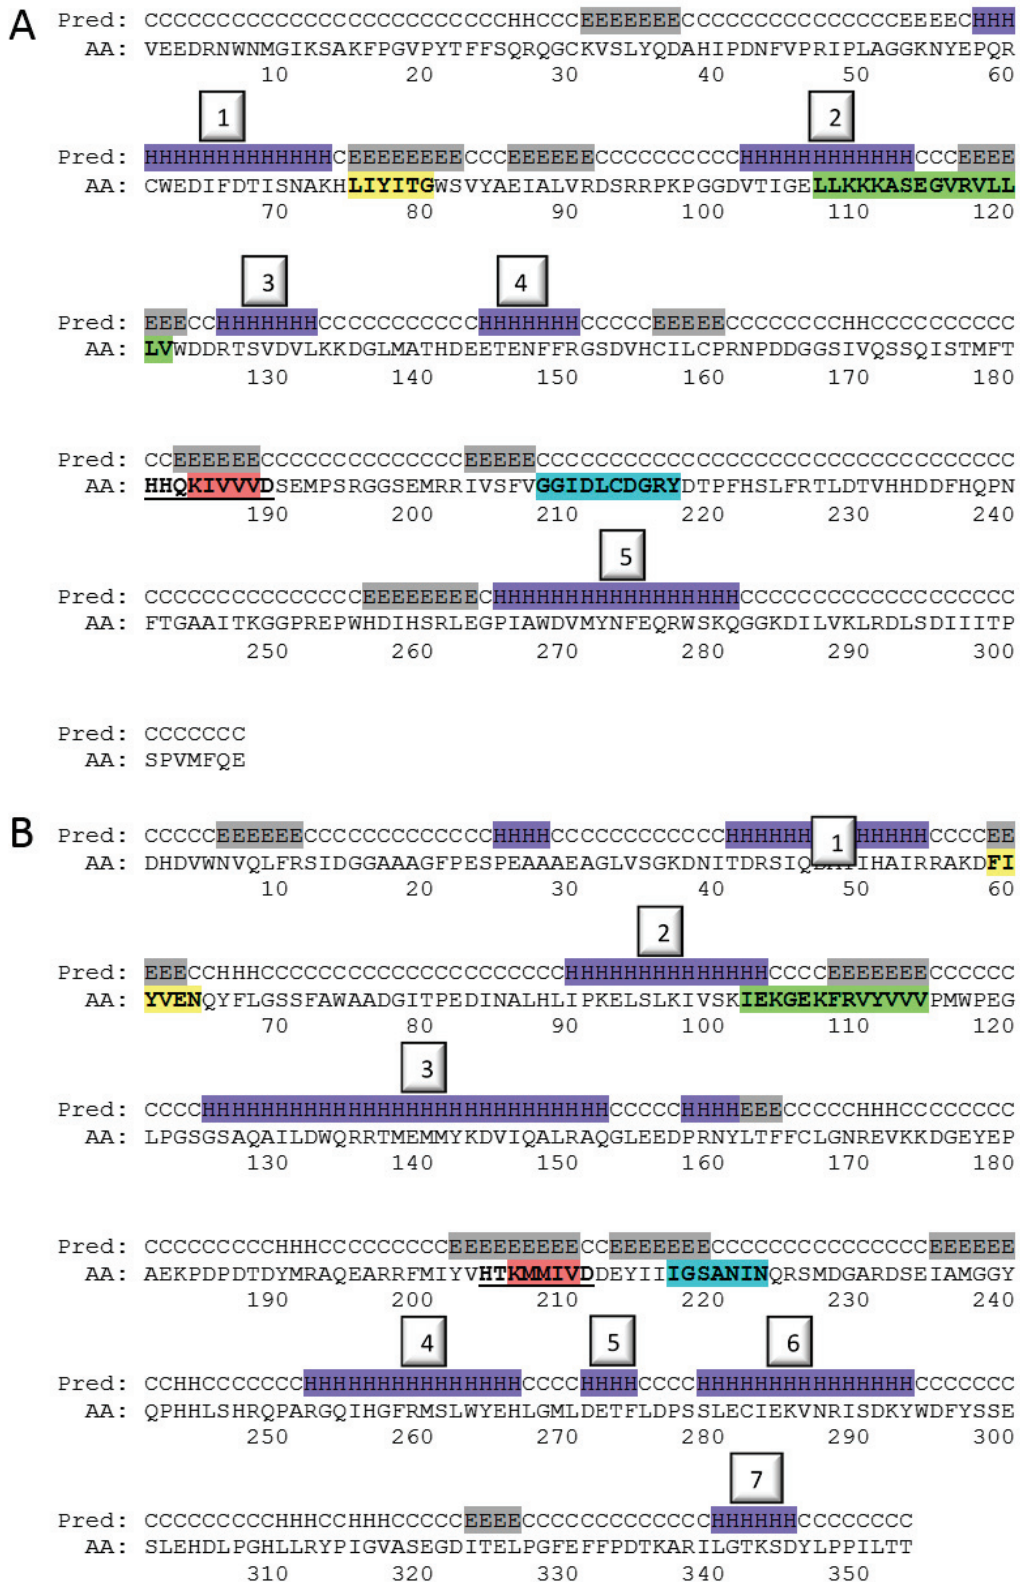 A
Pred: CCCCCCCCCCCCCCCCCCCCCCCCCHHCCCEEEEEEECCCCCCCCCCCCCCCEEEECHHH
AA: VEEDRNWNMGIKSAKFPGVPYTFFSQRQGCKVSLYQDAHIPDNFVPRIPLAGGKNYEPQR
10 20 30 40 50 60
1 2
Pred: HHHHHHHHHHHHHCEEEEEEEECCCEEEEEECCCCCCCCCCHHHHHHHHHHHHCCCEEEE
AA: CWEDIFDTISNAKHLIYITGWSVYAEIALVRDSRRPKPGGDVTIGELLKKKASEGVRVLL
70 80 90 100 110 120
3 4
Pred: EEECCHHHHHHHCCCCCCCCCCCHHHHHHHCCCCCEEEEECCCCCCCCHHCCCCCCCCCC
AA: LVWDDRTSVDVLKKDGLMATHDEETENFFRGSDVHCILCPRNPDDGGSIVQSSQISTMFT
130 140 150 160 170 180
Pred: CCEEEEEECCCCCCCCCCCCCCEEEEECCCCCCCCCCCCCCCCCCCCCCCCCCCCCCCCC
AA: HHQKIVVVDSEMPSRGGSEMRRIVSFVGGIDLCDGRYDTPFHSLFRTLDTVHHDDFHQPN
190 200 210 220 230 240
5
Pred: CCCCCCCCCCCCCCCEEEEEEEECHHHHHHHHHHHHHHHHHCCCCCCCCCCCCCCCCCCC
AA: FTGAAITKGGPREPWHDIHSRLEGPIAWDVMYNFEQRWSKQGGKDILVKLRDLSDIIITP
250 260 270 280 290 300
Pred: CCCCCCC
AA: SPVMFQE
B
Pred: CCCCCEEEEEECCCCCCCCCCCCCHHHHCCCCCCCCCCCCHHHHHH 1 HHHHHCCCCEE
AA: DHDVWNVQLFRSIDGGAAAGFPESPEAAAEAGLVSGKDNITDRSIQ IHAIRRAKDFI
10 20 30 40 50 60
2
Pred: EEECCHHHCCCCCCCCCCCCCCCCCCCCCHHHHHHHHHHHHHHCCCCEEEEEEECCCCCC
AA: YVENQYFLGSSFAWAADGITPEDINALHLIPKELSLKIVSKIEKGEKFRVYVVVPMWPEG
70 80 90 100 110 120
3
Pred: CCCCHHHHHHHHHHHHHHHHHHHHHHHHHHHHCCCCCHHHHEEECCCCCHHHCCCCCCCC
AA: LPGSGSAQAILDWQRRTMEMMYKDVIQALRAQGLEEDPRNYLTFFCLGNREVKKDGEYEP
130 140 150 160 170 180
Pred: CCCCCCCCCHHHCCCCCCCCCEEEEEEEEECCEEEEEEECCCCCCCCCCCCCCCEEEEEE
AA: AEKPDPDTDYMRAQEARRFMIYVHTKMMIVDDEYIIIGSANINQRSMDGARDSEIAMGGY
190 200 210 220 230 240
4 5 6
Pred: CCHHCCCCCCCHHHHHHHHHHHHHHHCCCCHHHHCCCCHHHHHHHHHHHHHHHCCCCCCC
AA: QPHHLSHRQPARGQIHGFRMSLWYEHLGMLDETFLDPSSLECIEKVNRISDKYWDFYSSE
250 260 270 280 290 300
7
Pred: CCCCCCCCCHHHCCHHHCCCCCEEEECCCCCCCCCCCCCHHHHHHCCCCCCCC
AA: SLEHDLPGHLLRYPIGVASEGDITELPGFEFFPDTKARILGTKSDYLPPILTT
310 320 330 340 350